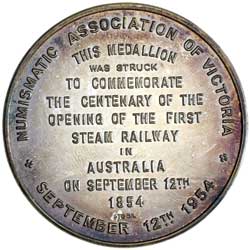 NUMISMATIC ASSOCIATION OF VICTORIA
THIS MEDALLION
WAS STRUCK
TO COMMEMORATE
THE CENTENARY OF THE
OPENING OF THE FIRST
STEAM RAILWAY
IN
AUSTRALIA
ON SEPTEMBER 12TH
1854
* SEPTEMBER 12TH 1954 *